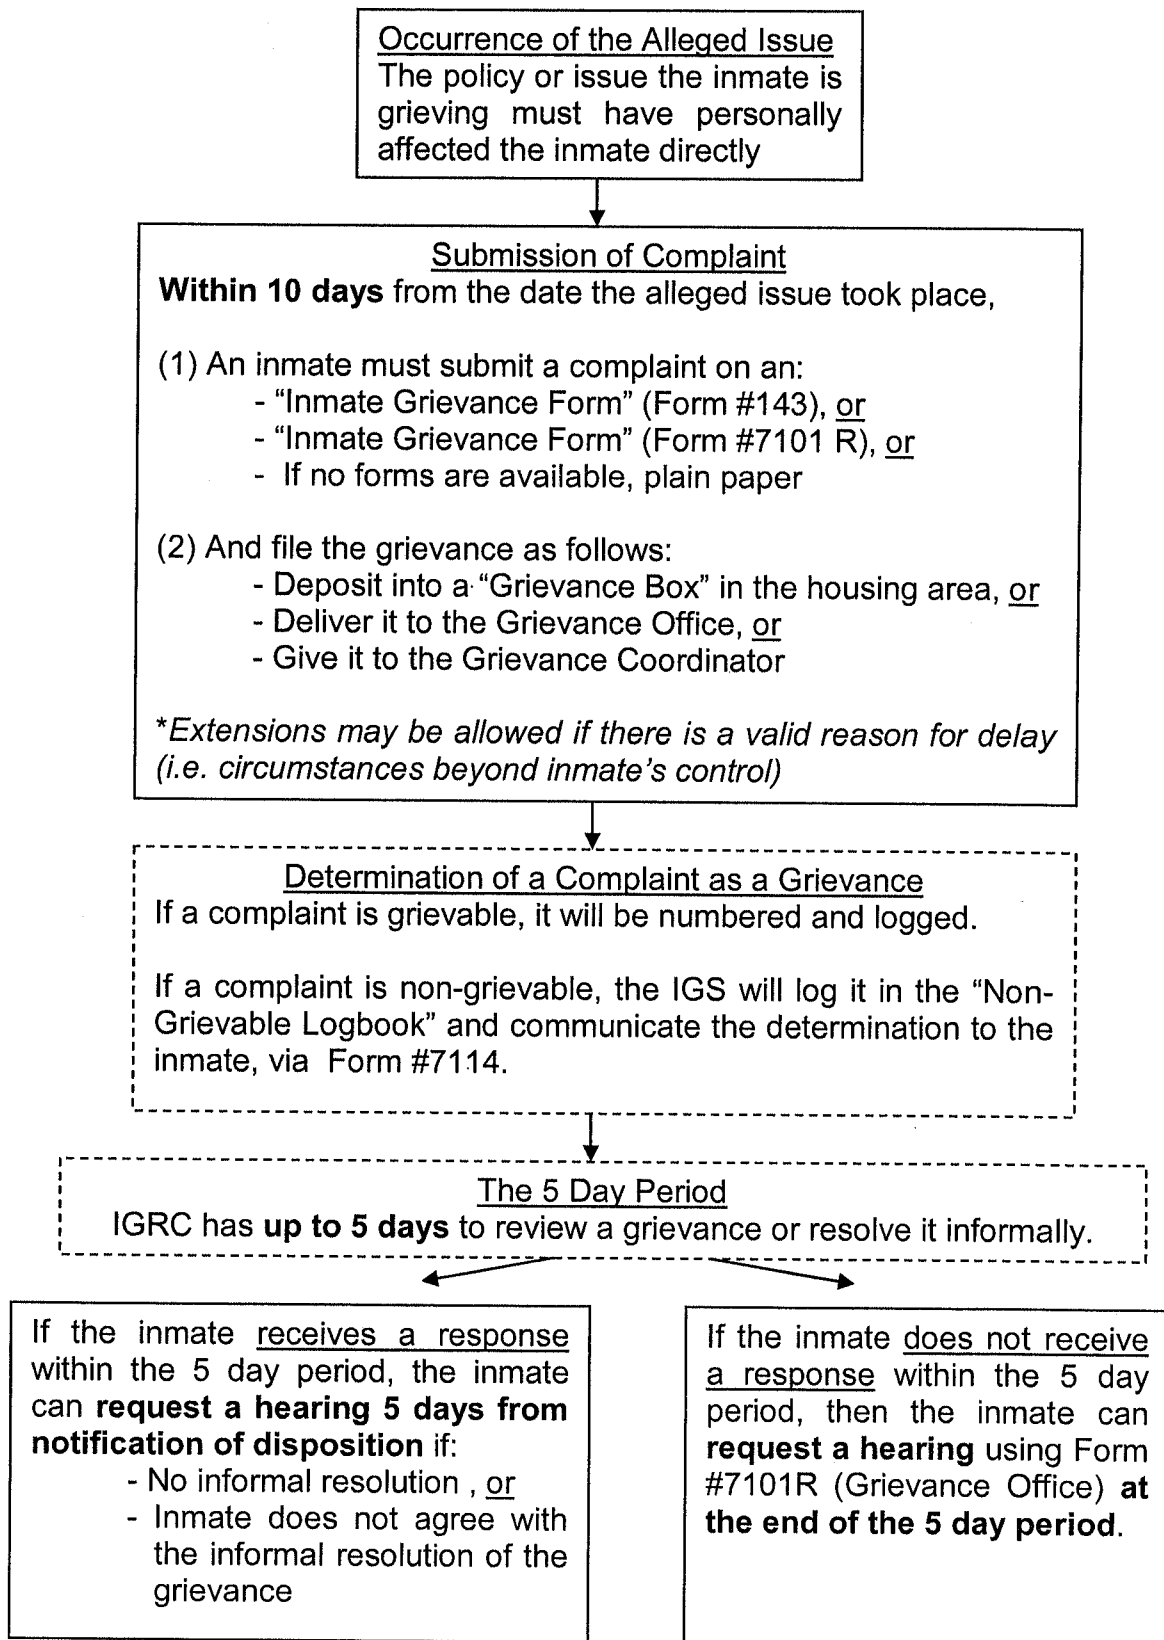 Occurrence of the Alleged Issue
The policy or issue the inmate is
grieving must have personally
affected the inmate directly
Submission of Complaint
Within 10 days from the date the alleged issue took place,
(1) An inmate must submit a complaint on an:
- “Inmate Grievance Form” (Form #143), or
- “Inmate Grievance Form” (Form #7101 R), or
- If no forms are available, plain paper
(2) And file the grievance as follows:
- Deposit into a “Grievance Box” in the housing area, or
- Deliver it to the Grievance Office, or
- Give it to the Grievance Coordinator
*Extensions may be allowed if there is a valid reason for delay
(i.e. circumstances beyond inmate’s control)
Determination of a Complaint as a Grievance
If a complaint is grievable, it will be numbered and logged.
If a complaint is non-grievable, the IGS will log it in the “Non-
Grievable Logbook” and communicate the determination to the
inmate, via Form #7114.
The 5 Day Period
IGRC has up to 5 days to review a grievance or resolve it informally.
If the inmate receives a response
within the 5 day period, the inmate
can request a hearing 5 days from
notification of disposition if:
- No informal resolution , or
- Inmate does not agree with
the informal resolution of the
grievance
If the inmate does not receive
a response within the 5 day
period, then the inmate can
request a hearing using Form
#7101R (Grievance Office) at
the end of the 5 day period.